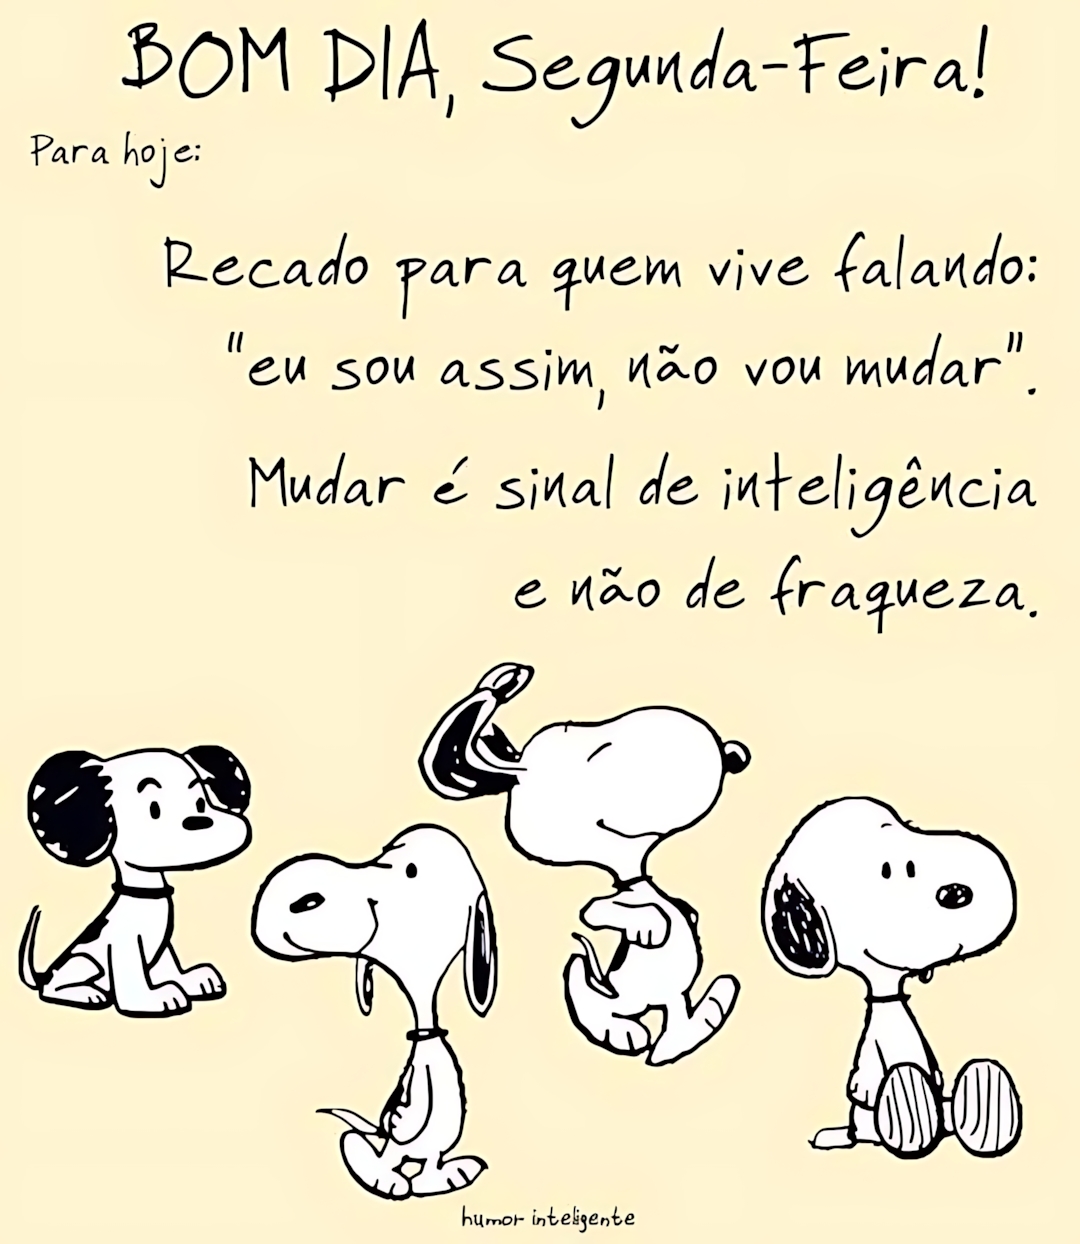 BOM DIA, Segunda-Feira!
Para hoje:
Recado para quem vive falando:
"eu sou assim, não vou mudar".
Mudar é sinal de inteligência
e não de fraqueza.
humor inteligente